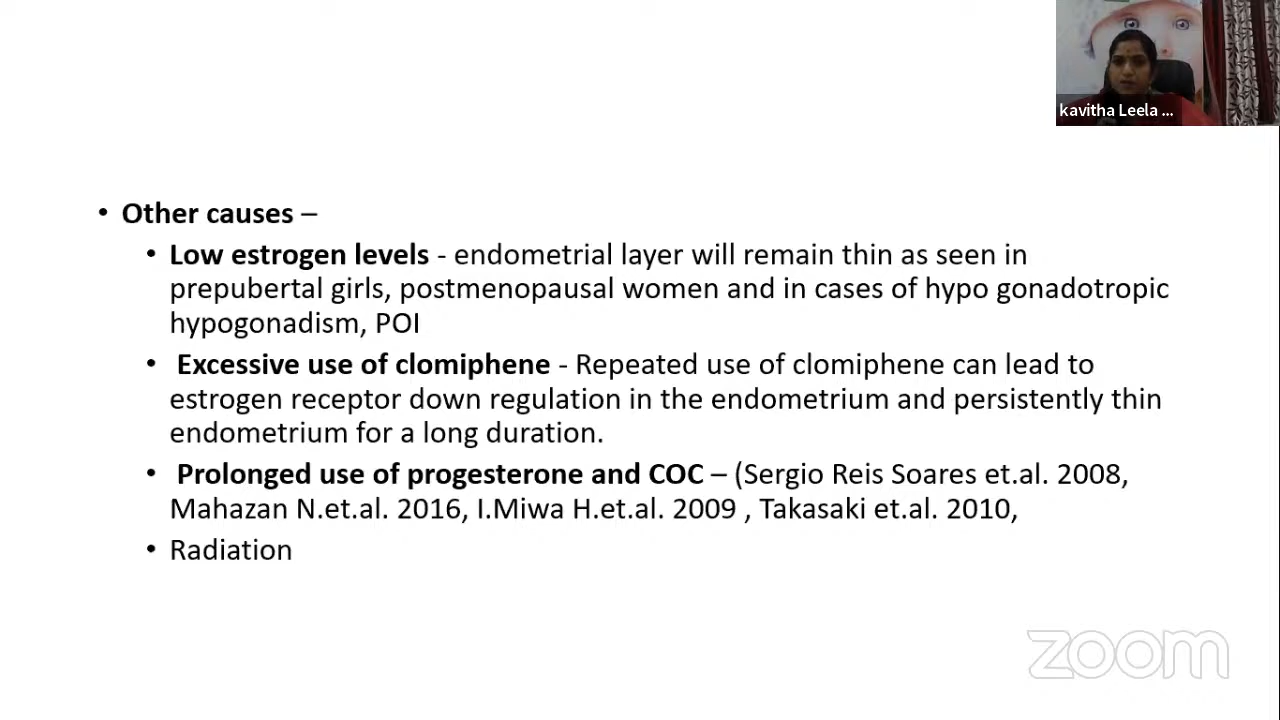 kavitha Leela ...
• Other causes –
• Low estrogen levels - endometrial layer will remain thin as seen in
prepubertal girls, postmenopausal women and in cases of hypo gonadotropic
hypogonadism, POI
• Excessive use of clomiphene - Repeated use of clomiphene can lead to
estrogen receptor down regulation in the endometrium and persistently thin
endometrium for a long duration.
• Prolonged use of progesterone and COC – (Sergio Reis Soares et.al. 2008,
Mahazan N.et.al. 2016, I.Miwa H.et.al. 2009 , Takasaki et.al. 2010,
• Radiation
zoom